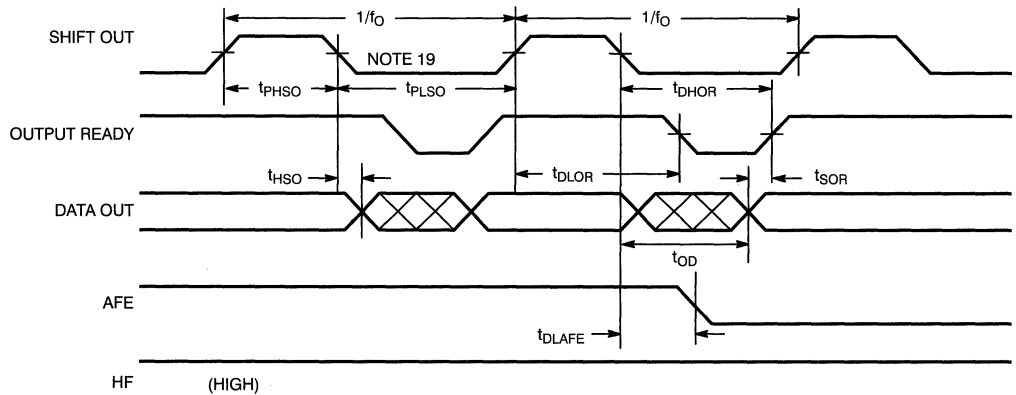 1/fO 1/fO
SHIFT OUT
NOTE 19
tPHSO tPLSO tDHOR
OUTPUT READY
tHSO tDLOR tSOR
DATA OUT
tOD
AFE
tDLAFE
HF (HIGH)